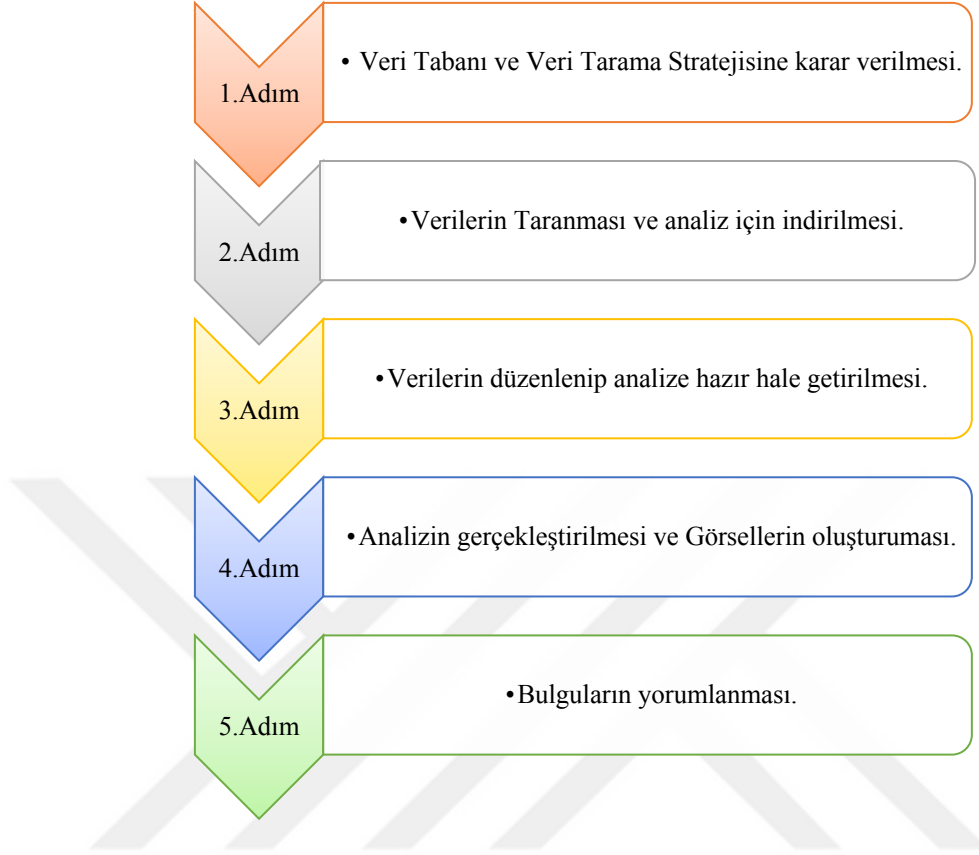 1.Adım
• Veri Tabanı ve Veri Tarama Stratejisine karar verilmesi.
2.Adım
•Verilerin Taranması ve analiz için indirilmesi.
3.Adım
•Verilerin düzenlenip analize hazır hale getirilmesi.
4.Adım
•Analizin gerçekleştirilmesi ve Görsellerin oluşturuması.
5.Adım
•Bulguların yorumlanması.